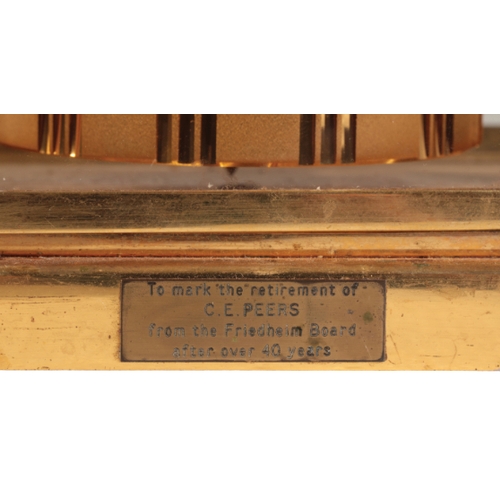 To mark the retirement of
C. E. PEERS
from the Friedheim Board
after over 40 years